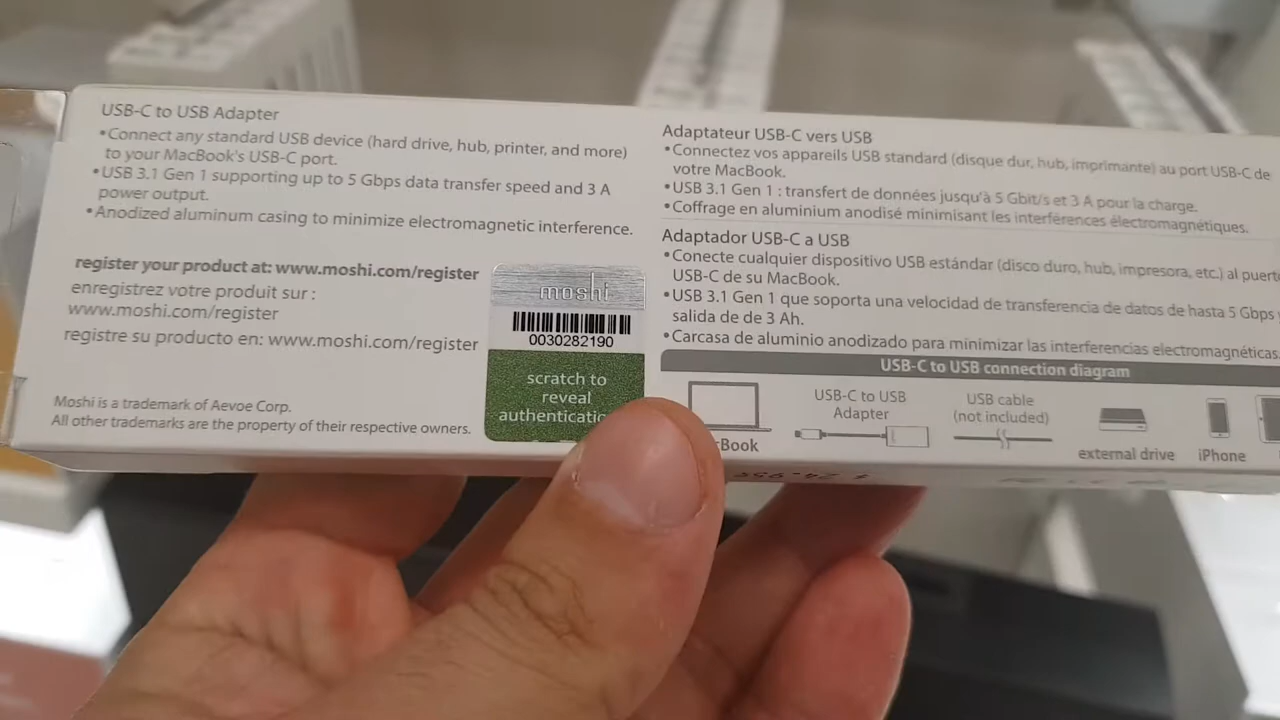 USB-C to USB Adapter
•Connect any standard USB device (hard drive, hub, printer, and more)
to your MacBook's USB-C port.
•USB 3.1 Gen 1 supporting up to 5 Gbps data transfer speed and 3 A
power output.
•Anodized aluminum casing to minimize electromagnetic interference.
register your product at: www.moshi.com/register
enregistrez votre produit sur :
www.moshi.com/register
registre su producto en: www.moshi.com/register
Moshi is a trademark of Aevoe Corp.
All other trademarks are the property of their respective owners.
moshi
0030282190
scratch to
reveal
Adaptateur USB-C vers USB
•Connectez vos appareils USB standard (disque dur, hub, imprimante) au port USB-C de
votre MacBook.
•USB 3.1 Gen 1 : transfert de données jusqu'à 5 Gbit/s et 3 A pour la charge.
•Coffrage en aluminium anodisé minimisant les interférences électromagnétiques.
Adaptador USB-C a USB
•Conecte cualquier dispositivo USB estándar (disco duro, hub, impresora, etc.) al puerto
USB-C de su MacBook.
•USB 3.1 Gen 1 que soporta una velocidad de transferencia de datos de hasta 5 Gbps y
salida de de 3 Ah.
•Carcasa de aluminio anodizado para minimizar las interferencias electromagnéticas.
USB-C to USB connection diagram
USB-C to USB
Adapter
USB cable
(not included)
external drive
iPhone